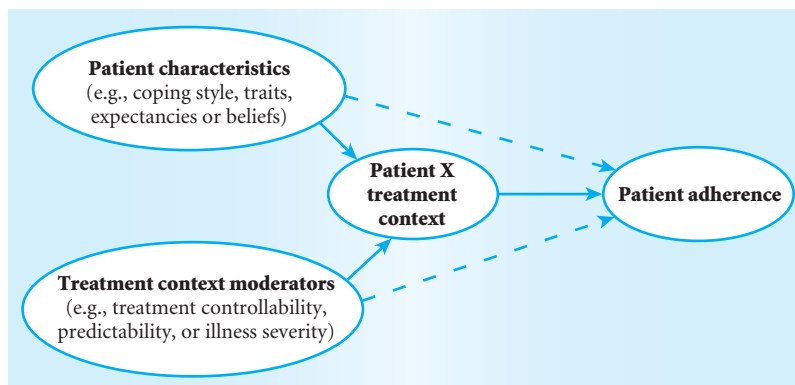 Patient characteristics
(e.g., coping style, traits,
expectancies or beliefs)
Patient X
treatment
context
Patient adherence
Treatment context moderators
(e.g., treatment controllability,
predictability, or illness severity)